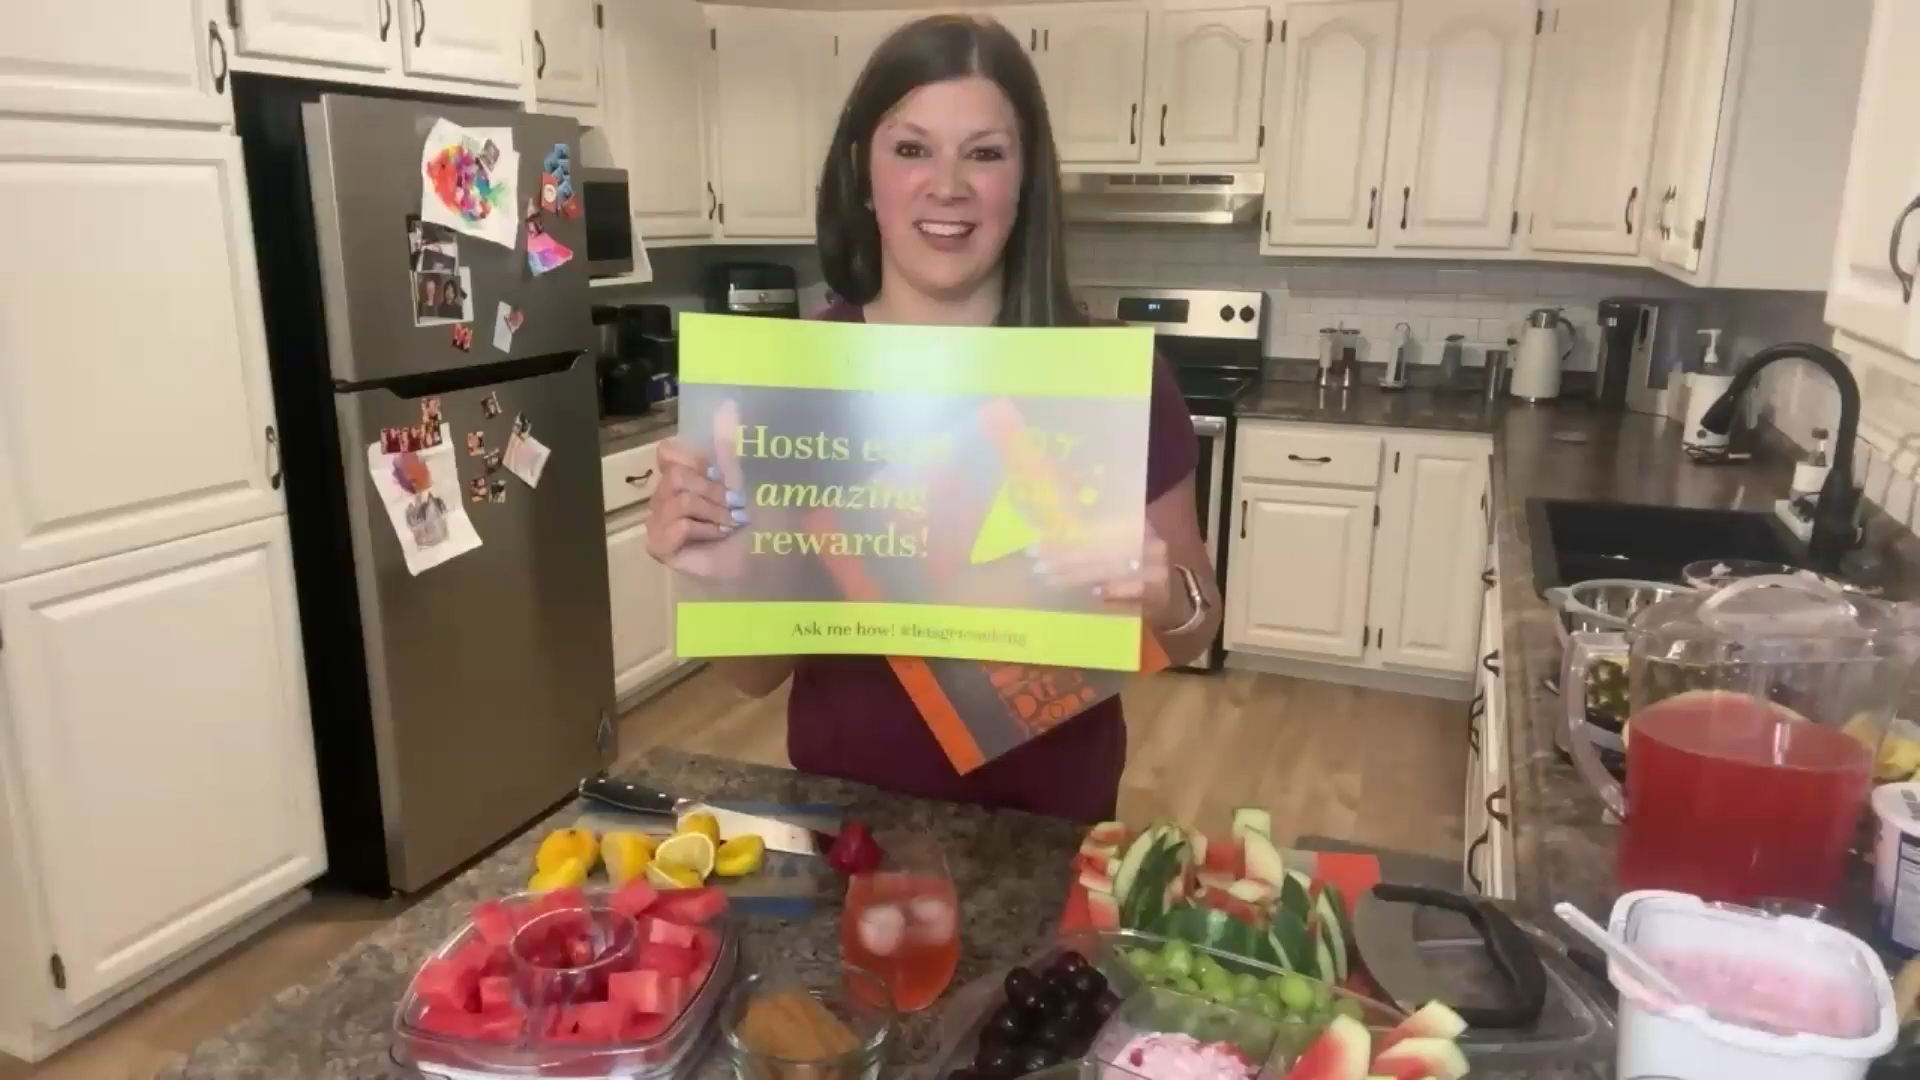 Hosts
amazing
rewards!
Ask me how! #letsgetcooking